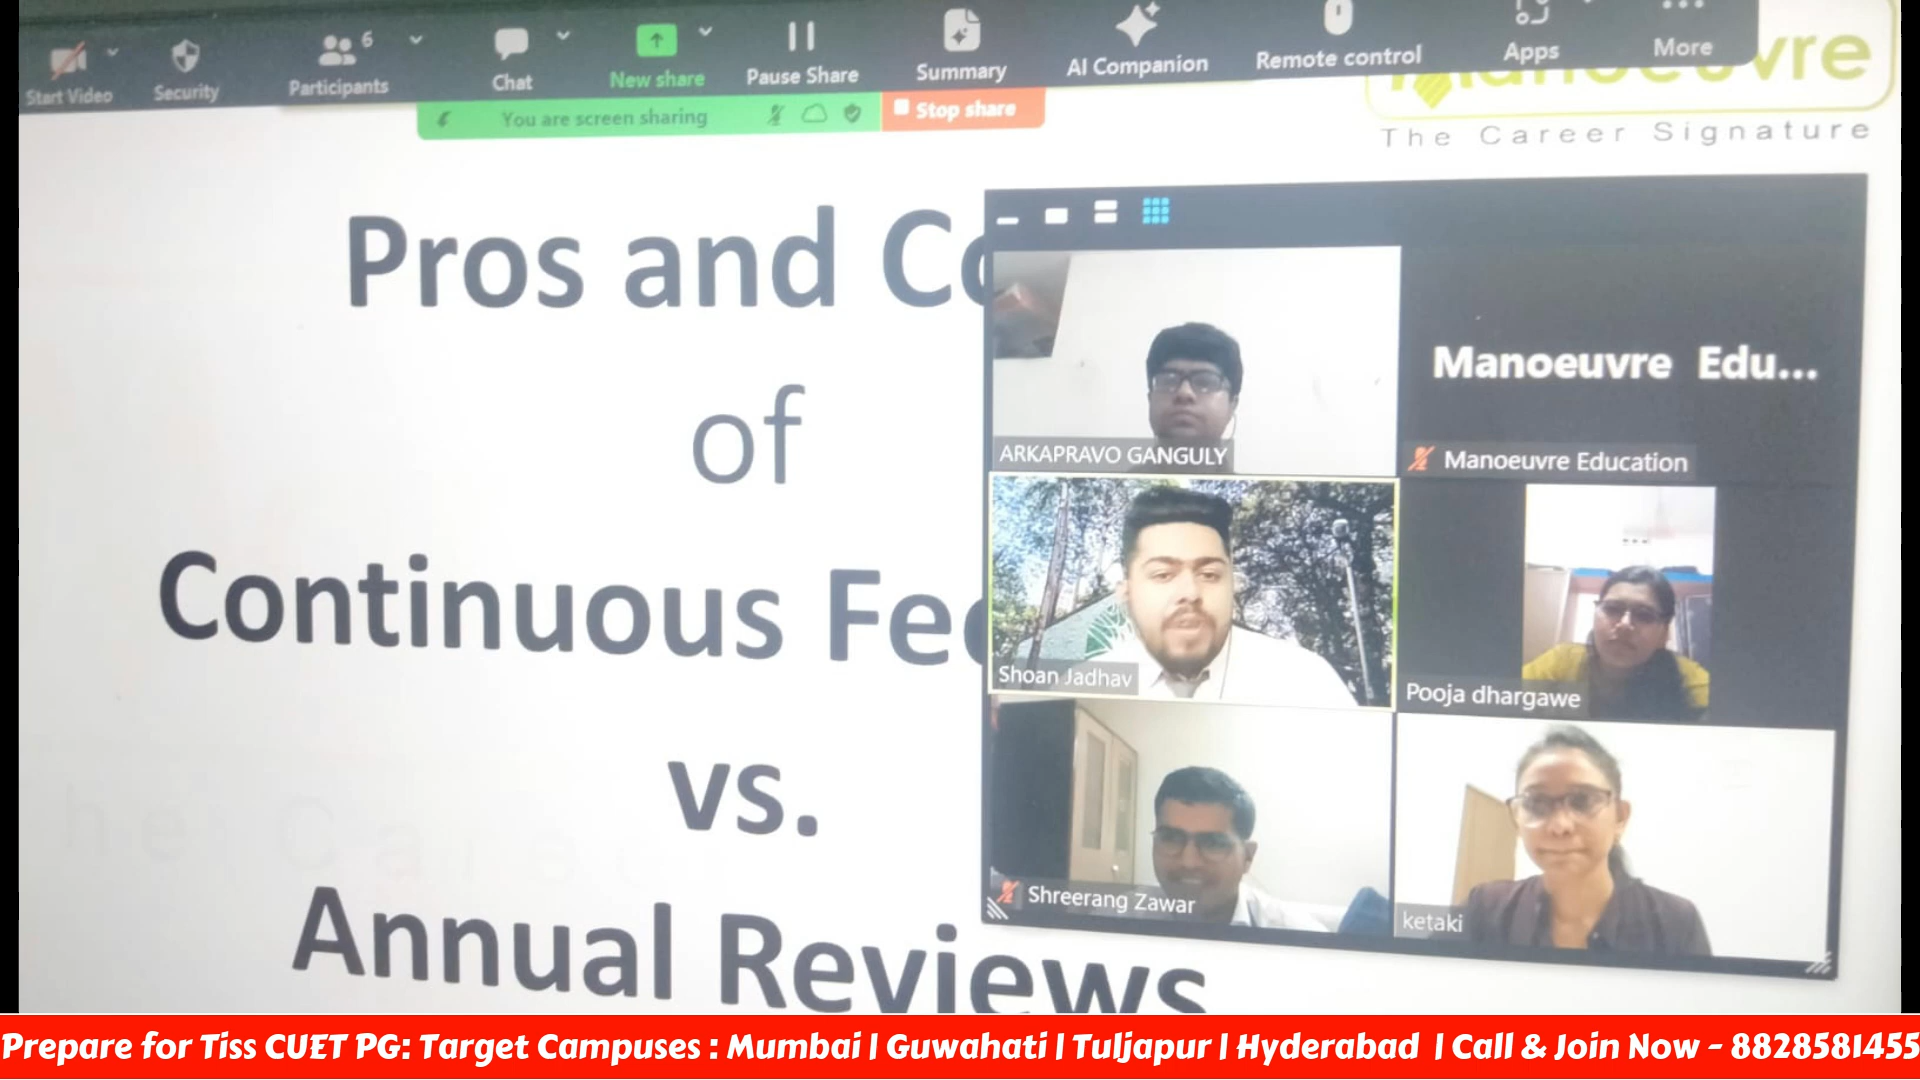 Start Video
Security
Participants
6
Chat
New share
Pause Share
Summary
AI Companion
Remote control
Apps
More
You are screen sharing
Stop share
The Career Signature
Pros and Co
of
Continuous Fee
vs.
Annual Reviews
ARKAPRAVO GANGULY
Manoeuvre Edu...
Manoeuvre Education
Shoan Jadhav
Pooja dhargawe
Shreerang Zawar
ketaki
Prepare for Tiss CUET PG: Target Campuses : Mumbai | Guwahati | Tuljapur | Hyderabad | Call & Join Now - 8828581455